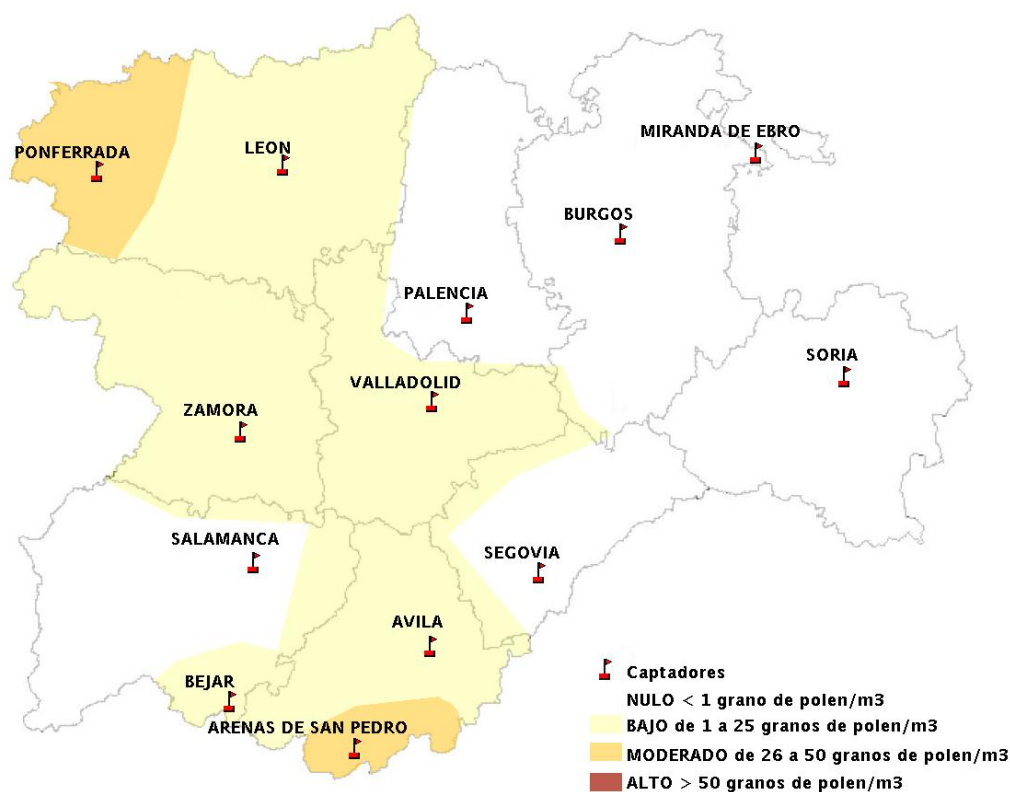 MIRANDA DE EBRO
LEON
PONFERRADA
BURGOS
PALENCIA
SORIA
VALLADOLID
ZAMORA
SALAMANCA
SEGOVIA
AVILA
BEJAR
ARENAS DE SAN PEDRO
Captadores
NULO < 1 grano de polen/m3
BAJO de 1 a 25 granos de polen/m3
MODERADO de 26 a 50 granos de polen/m3
ALTO > 50 granos de polen/m3